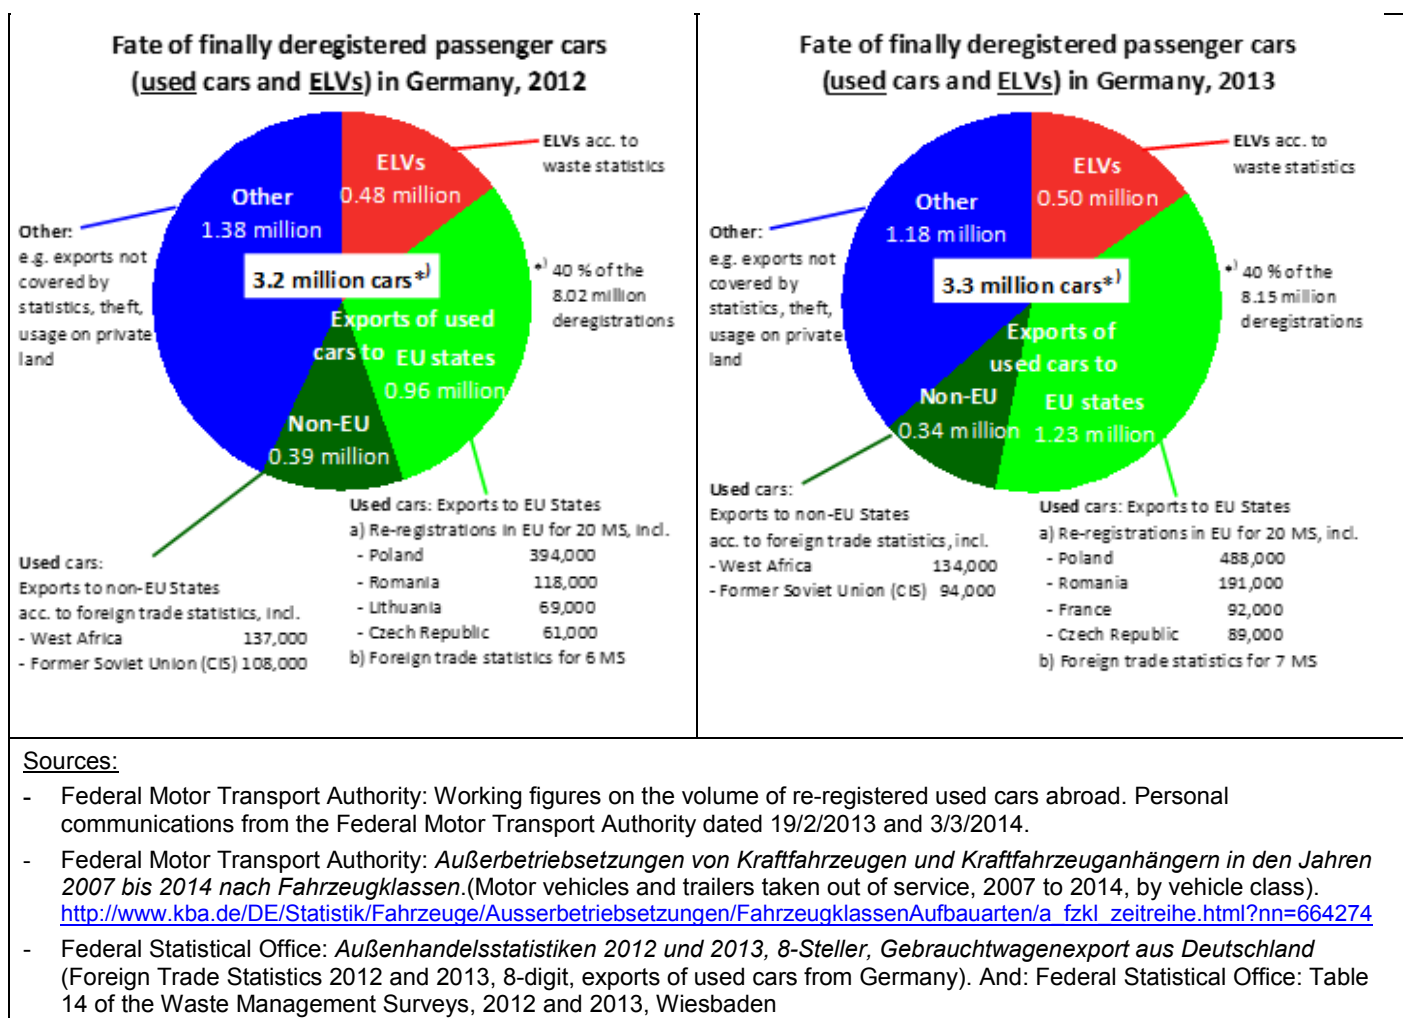 Fate of finally deregistered passenger cars
(used cars and ELVs) in Germany, 2012
ELVs
0.48 million
ELVs acc. to
waste statistics
Other
1.38 million
Other:
e.g. exports not
covered by
statistics, theft,
usage on private
land
3.2 million cars*)
*) 40 % of the
8.02 million
deregistrations
Exports of used
cars to
EU states
0.96 million
Non-EU
0.39 million
Used cars: Exports to EU States
a) Re-registrations in EU for 20 MS, incl.
- Poland 394,000
- Romania 118,000
- Lithuania 69,000
- Czech Republic 61,000
b) Foreign trade statistics for 6 MS
Used cars:
Exports to non-EU States
acc. to foreign trade statistics, incl.
- West Africa 137,000
- Former Soviet Union (CIS) 108,000
Fate of finally deregistered passenger cars
(used cars and ELVs) in Germany, 2013
ELVs
0.50 million
ELVs acc. to
waste statistics
Other
1.18 million
Other:
e.g. exports not
covered by
statistics, theft,
usage on private
land
3.3 million cars*)
*) 40 % of the
8.15 million
deregistrations
Exports of
used cars to
EU states
1.23 million
Non-EU
0.34 million
Used cars:
Exports to non-EU States
acc. to foreign trade statistics, incl.
- West Africa 134,000
- Former Soviet Union (CIS) 94,000
Used cars: Exports to EU States
a) Re-registrations in EU for 20 MS, incl.
- Poland 488,000
- Romania 191,000
- France 92,000
- Czech Republic 89,000
b) Foreign trade statistics for 7 MS
Sources:
- Federal Motor Transport Authority: Working figures on the volume of re-registered used cars abroad. Personal
communications from the Federal Motor Transport Authority dated 19/2/2013 and 3/3/2014.
- Federal Motor Transport Authority: Außerbetriebsetzungen von Kraftfahrzeugen und Kraftfahrzeuganhängern in den Jahren
2007 bis 2014 nach Fahrzeugklassen.(Motor vehicles and trailers taken out of service, 2007 to 2014, by vehicle class).
http://www.kba.de/DE/Statistik/Fahrzeuge/Ausserbetriebsetzungen/FahrzeugklassenAufbauarten/a_fzkl_zeitreihe.html?nn=664274
- Federal Statistical Office: Außenhandelsstatistiken 2012 und 2013, 8-Steller, Gebrauchtwagenexport aus Deutschland
(Foreign Trade Statistics 2012 and 2013, 8-digit, exports of used cars from Germany). And: Federal Statistical Office: Table
14 of the Waste Management Surveys, 2012 and 2013, Wiesbaden